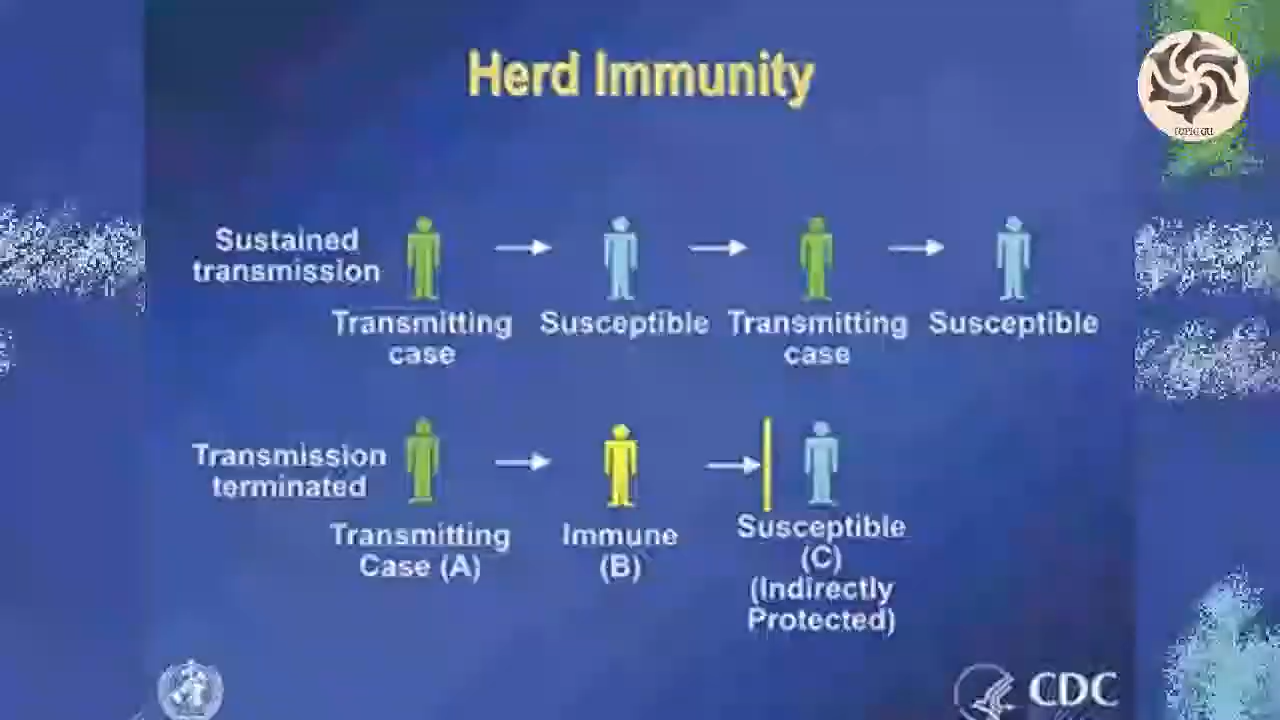 Herd Immunity
Sustained
transmission
Transmitting
case
Susceptible
Transmitting
case
Susceptible
Transmission
terminated
Transmitting
Case (A)
Immune
(B)
Susceptible
(C)
(Indirectly
Protected)
CDC